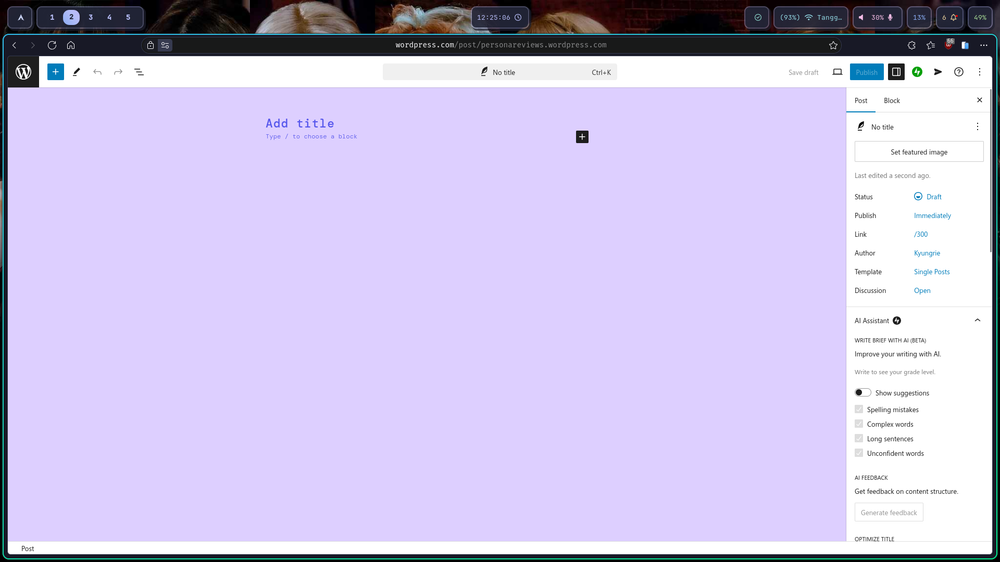 1 2 3 4 5
12:25:06
(93%) Tangg…
30%
13%
6
49%
wordpress.com/post/personareviews.wordpress.com
66
No title Ctrl+K
Save draft
Publish
Add title
Type / to choose a block
Post Block
No title
Set featured image
Last edited a second ago.
Status Draft
Publish Immediately
Link /300
Author Kyungrie
Template Single Posts
Discussion Open
AI Assistant
WRITE BRIEF WITH AI (BETA)
Improve your writing with AI.
Write to see your grade level.
Show suggestions
Spelling mistakes
Complex words
Long sentences
Unconfident words
AI FEEDBACK
Get feedback on content structure.
Generate feedback
OPTIMIZE TITLE
Post